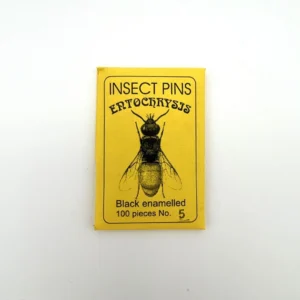 INSECT PINS
ENTOCHRYSIS
Black enamelled
100 pieces No. 5